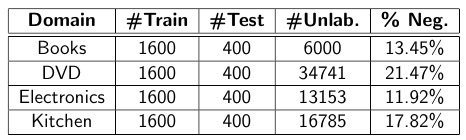 Domain #Train #Test #Unlab. % Neg.
Books 1600 400 6000 13.45%
DVD 1600 400 34741 21.47%
Electronics 1600 400 13153 11.92%
Kitchen 1600 400 16785 17.82%